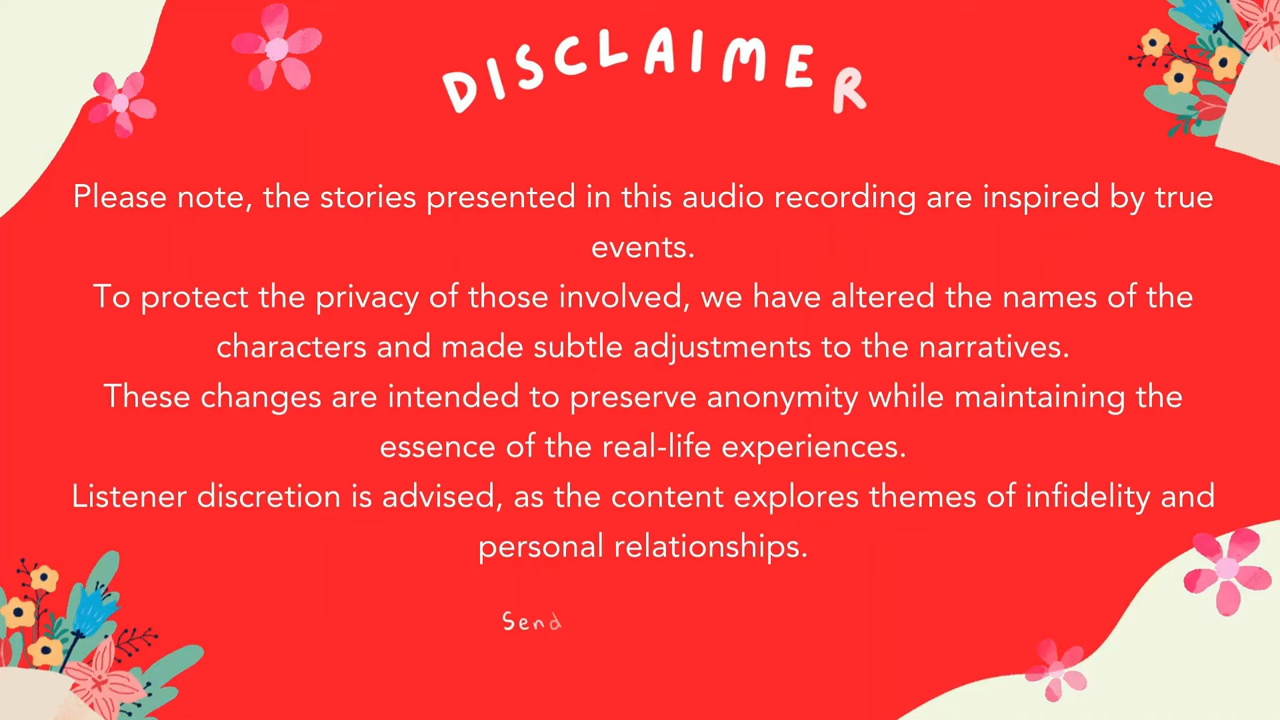 DISCLAIMER
Please note, the stories presented in this audio recording are inspired by true
events.
To protect the privacy of those involved, we have altered the names of the
characters and made subtle adjustments to the narratives.
These changes are intended to preserve anonymity while maintaining the
essence of the real-life experiences.
Listener discretion is advised, as the content explores themes of infidelity and
personal relationships.
Send